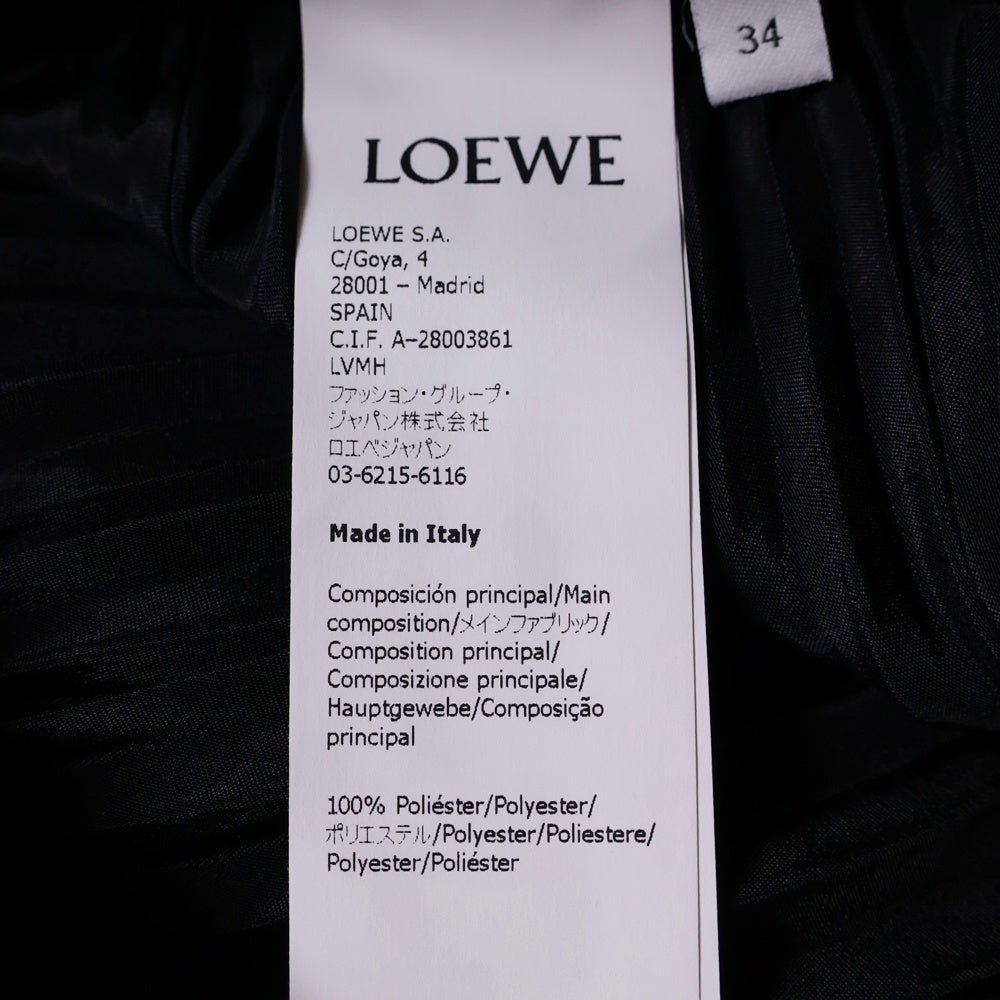 34
LOEWE
LOEWE S.A.
C/Goya, 4
28001 – Madrid
SPAIN
C.I.F. A–28003861
LVMH
ファッション・グループ・
ジャパン株式会社
ロエベジャパン
03-6215-6116
Made in Italy
Composición principal/Main
composition/メインファブリック/
Composition principal/
Composizione principale/
Hauptgewebe/Composição
principal
100% Poliéster/Polyester/
ポリエステル/Polyester/Poliestere/
Polyester/Poliéster